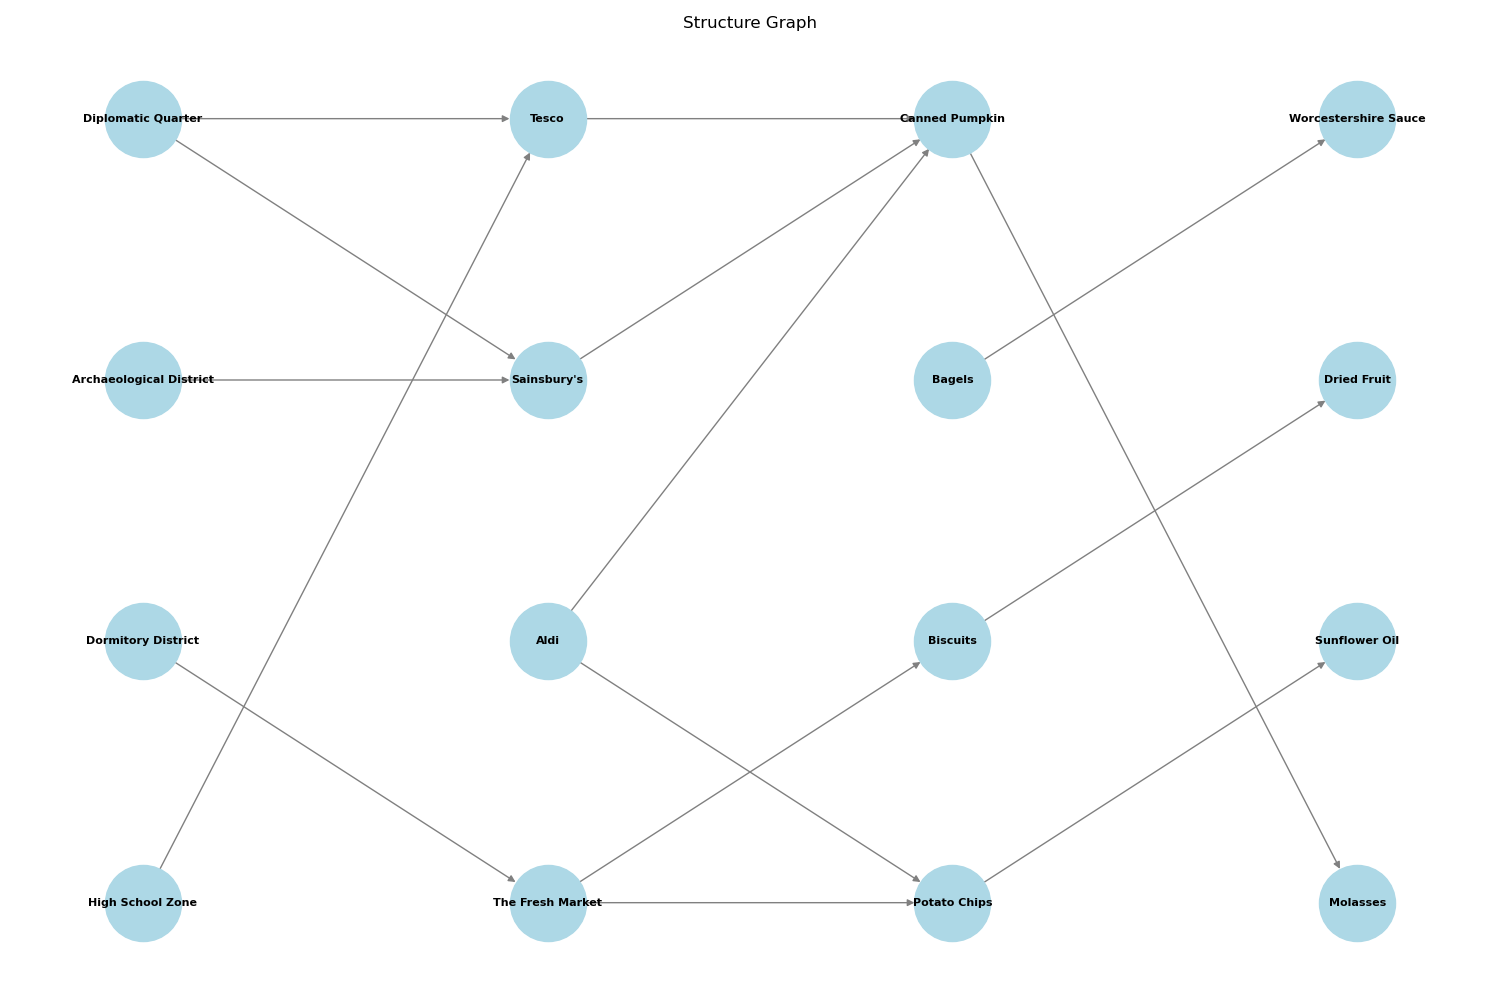 Structure Graph
Diplomatic Quarter
Tesco
Canned Pumpkin
Worcestershire Sauce
Archaeological District
Sainsbury's
Bagels
Dried Fruit
Dormitory District
Aldi
Biscuits
Sunflower Oil
High School Zone
The Fresh Market
Potato Chips
Molasses